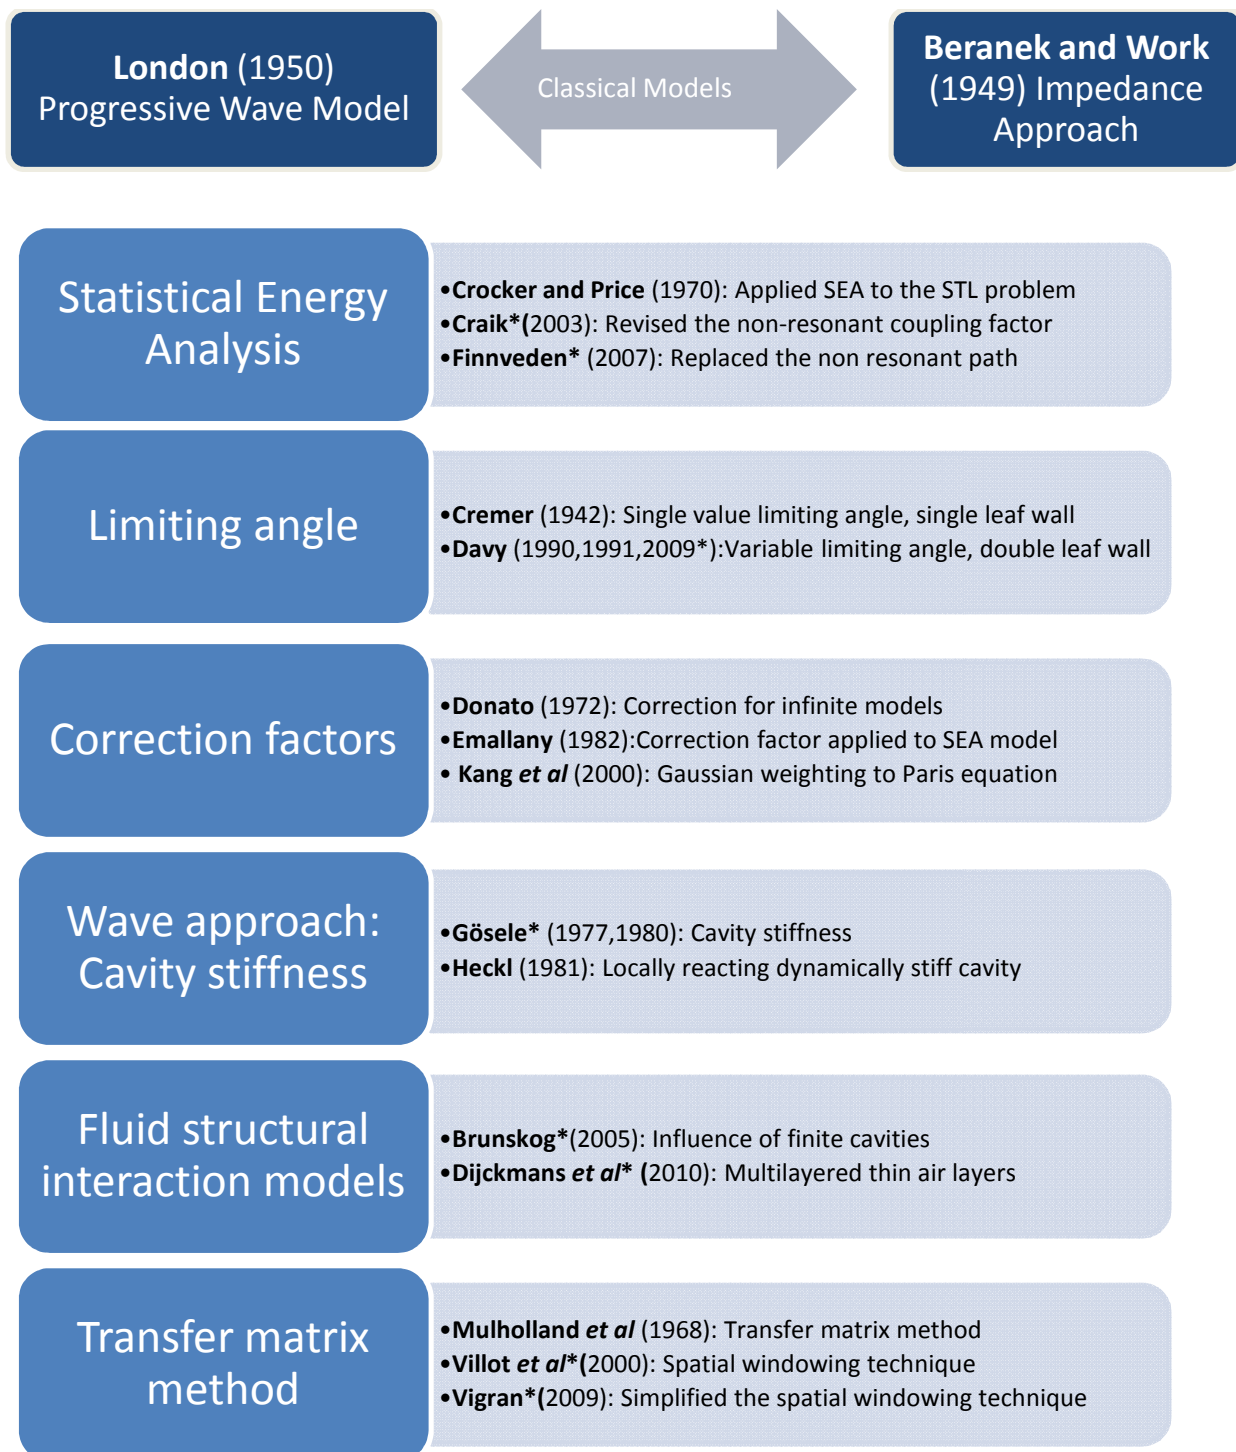 London (1950)
Progressive Wave Model
Classical Models
Beranek and Work
(1949) Impedance
Approach
Statistical Energy
Analysis
•Crocker and Price (1970): Applied SEA to the STL problem
•Craik*(2003): Revised the non-resonant coupling factor
•Finnveden* (2007): Replaced the non resonant path
Limiting angle
•Cremer (1942): Single value limiting angle, single leaf wall
•Davy (1990,1991,2009*):Variable limiting angle, double leaf wall
Correction factors
•Donato (1972): Correction for infinite models
•Emallany (1982):Correction factor applied to SEA model
• Kang et al (2000): Gaussian weighting to Paris equation
Wave approach:
Cavity stiffness
•Gösele* (1977,1980): Cavity stiffness
•Heckl (1981): Locally reacting dynamically stiff cavity
Fluid structural
interaction models
•Brunskog*(2005): Influence of finite cavities
•Dijckmans et al* (2010): Multilayered thin air layers
Transfer matrix
method
•Mulholland et al (1968): Transfer matrix method
•Villot et al*(2000): Spatial windowing technique
•Vigran*(2009): Simplified the spatial windowing technique